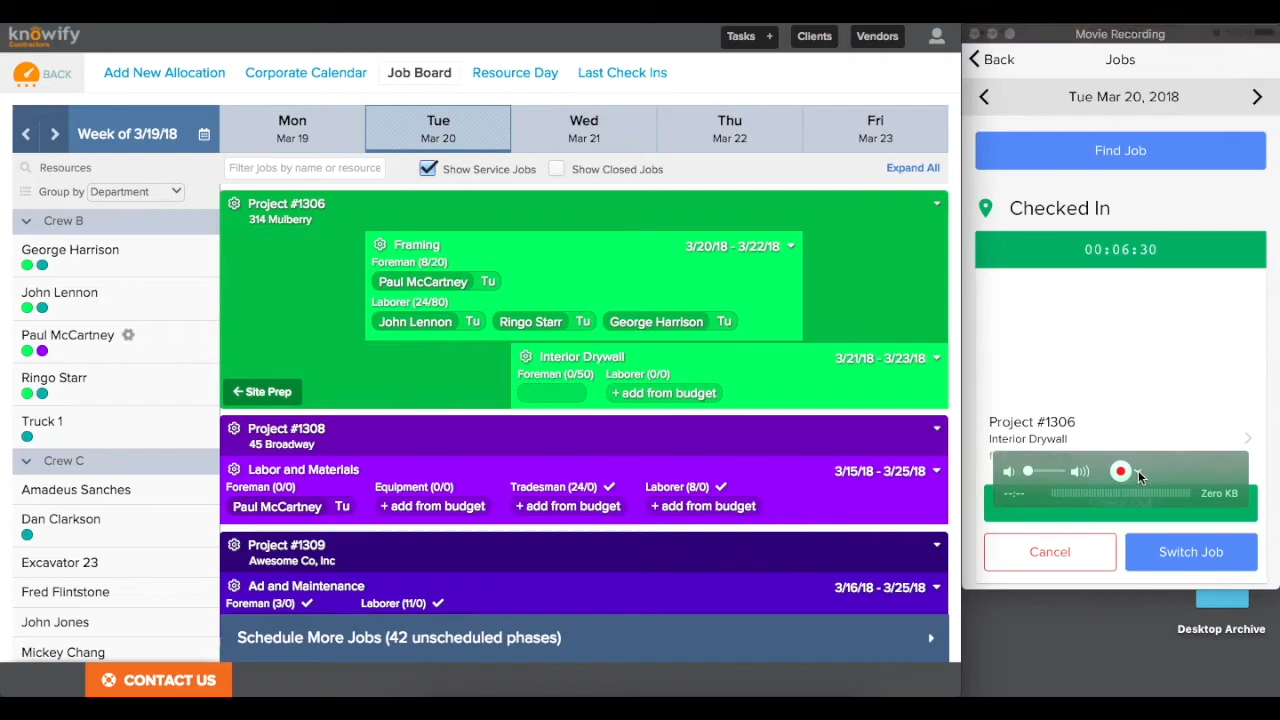 knowify
Contractors
Tasks +
Clients
Vendors
BACK
Add New Allocation
Corporate Calendar
Job Board
Resource Day
Last Check Ins
Week of 3/19/18
Mon
Mar 19
Tue
Mar 20
Wed
Mar 21
Thu
Mar 22
Fri
Mar 23
Resources
Group by Department
Filter jobs by name or resource
Show Service Jobs
Show Closed Jobs
Expand All
Crew B
George Harrison
John Lennon
Paul McCartney
Ringo Starr
Truck 1
Crew C
Amadeus Sanches
Dan Clarkson
Excavator 23
Fred Flintstone
John Jones
Mickey Chang
Project #1306
314 Mulberry
Framing
3/20/18 - 3/22/18
Foreman (8/20)
Paul McCartney Tu
Laborer (24/80)
John Lennon Tu Ringo Starr Tu George Harrison Tu
Interior Drywall
3/21/18 - 3/23/18
Foreman (0/50) Laborer (0/0)
+ add from budget
Site Prep
Project #1308
45 Broadway
Labor and Materials
3/15/18 - 3/25/18
Foreman (0/0) Equipment (0/0) Tradesman (24/0) Laborer (8/0)
Paul McCartney Tu + add from budget + add from budget + add from budget
Project #1309
Awesome Co, Inc
Ad and Maintenance
3/16/18 - 3/25/18
Foreman (3/0) Laborer (11/0)
Schedule More Jobs (42 unscheduled phases)
CONTACT US
Movie Recording
Back
Jobs
Tue Mar 20, 2018
Find Job
Checked In
00:06:30
Project #1306
Interior Drywall
--:--
Zero KB
Cancel
Switch Job
Desktop Archive